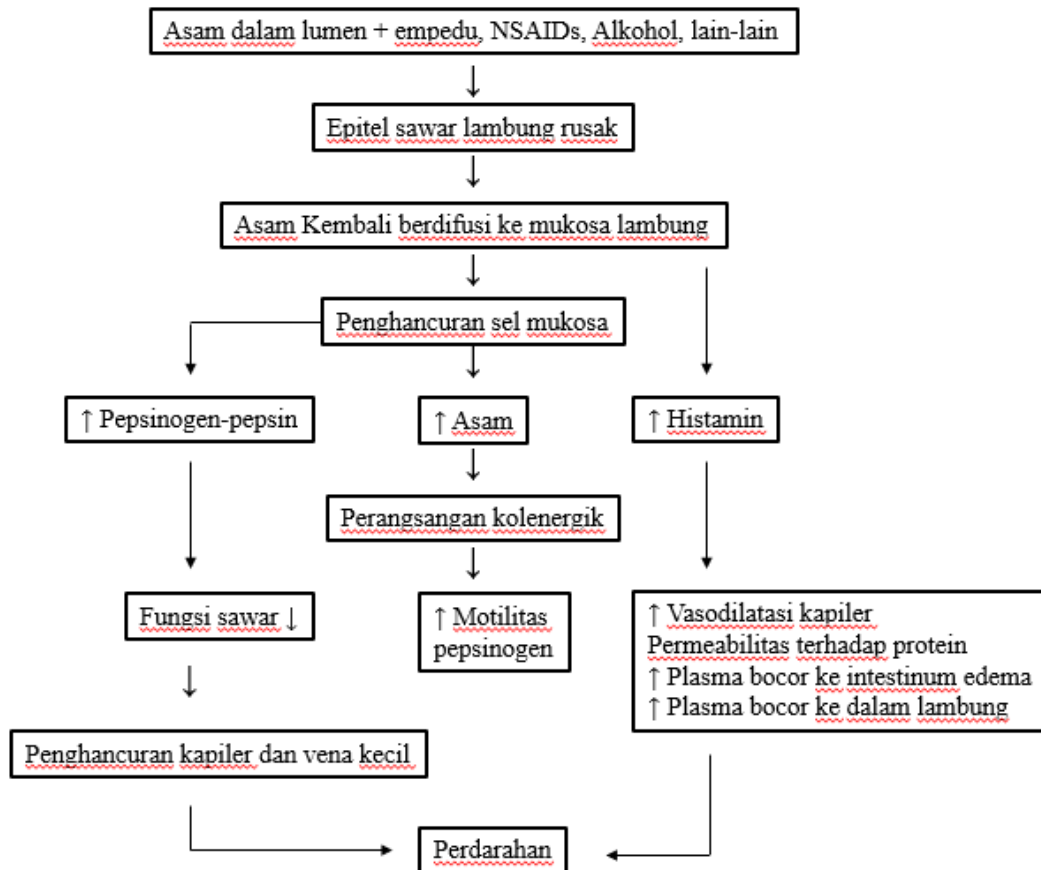 Asam dalam lumen + empedu, NSAIDs, Alkohol, lain-lain
↓
Epitel sawar lambung rusak
↓
Asam Kembali berdifusi ke mukosa lambung
↓
Penghancuran sel mukosa
↓
↑ Pepsinogen-pepsin
↑ Asam
↑ Histamin
↓
Perangsangan kolenergik
↓
Fungsi sawar ↓
↑ Motilitas
pepsinogen
↑ Vasodilatasi kapiler
Permeabilitas terhadap protein
↑ Plasma bocor ke intestinum edema
↑ Plasma bocor ke dalam lambung
↓
Penghancuran kapiler dan vena kecil
Perdarahan